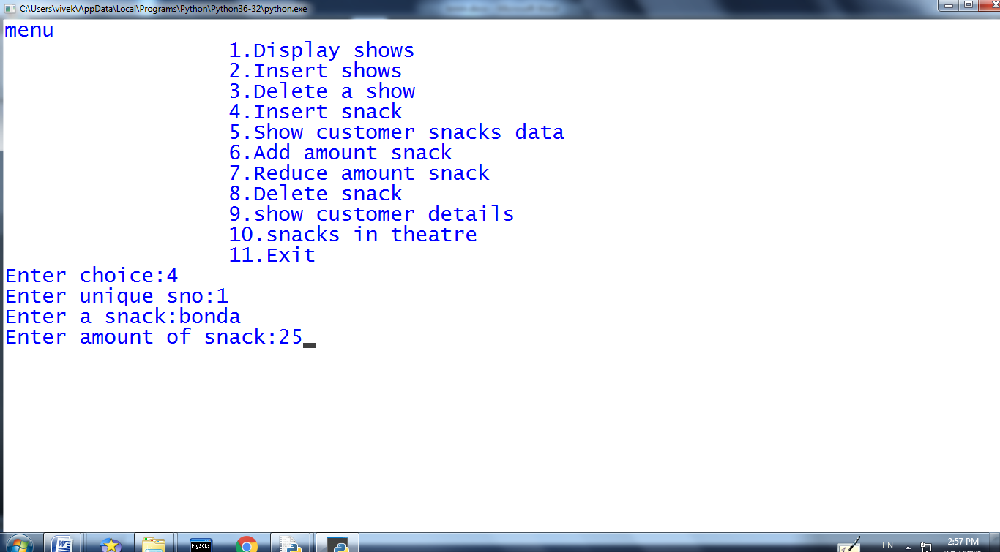 C:\Users\vivek\AppData\Local\Programs\Python\Python36-32\python.exe
menu
1.Display shows
2.Insert shows
3.Delete a show
4.Insert snack
5.Show customer snacks data
6.Add amount snack
7.Reduce amount snack
8.Delete snack
9.show customer details
10.snacks in theatre
11.Exit
Enter choice:4
Enter unique sno:1
Enter a snack:bonda
Enter amount of snack:25
EN
2:57 PM